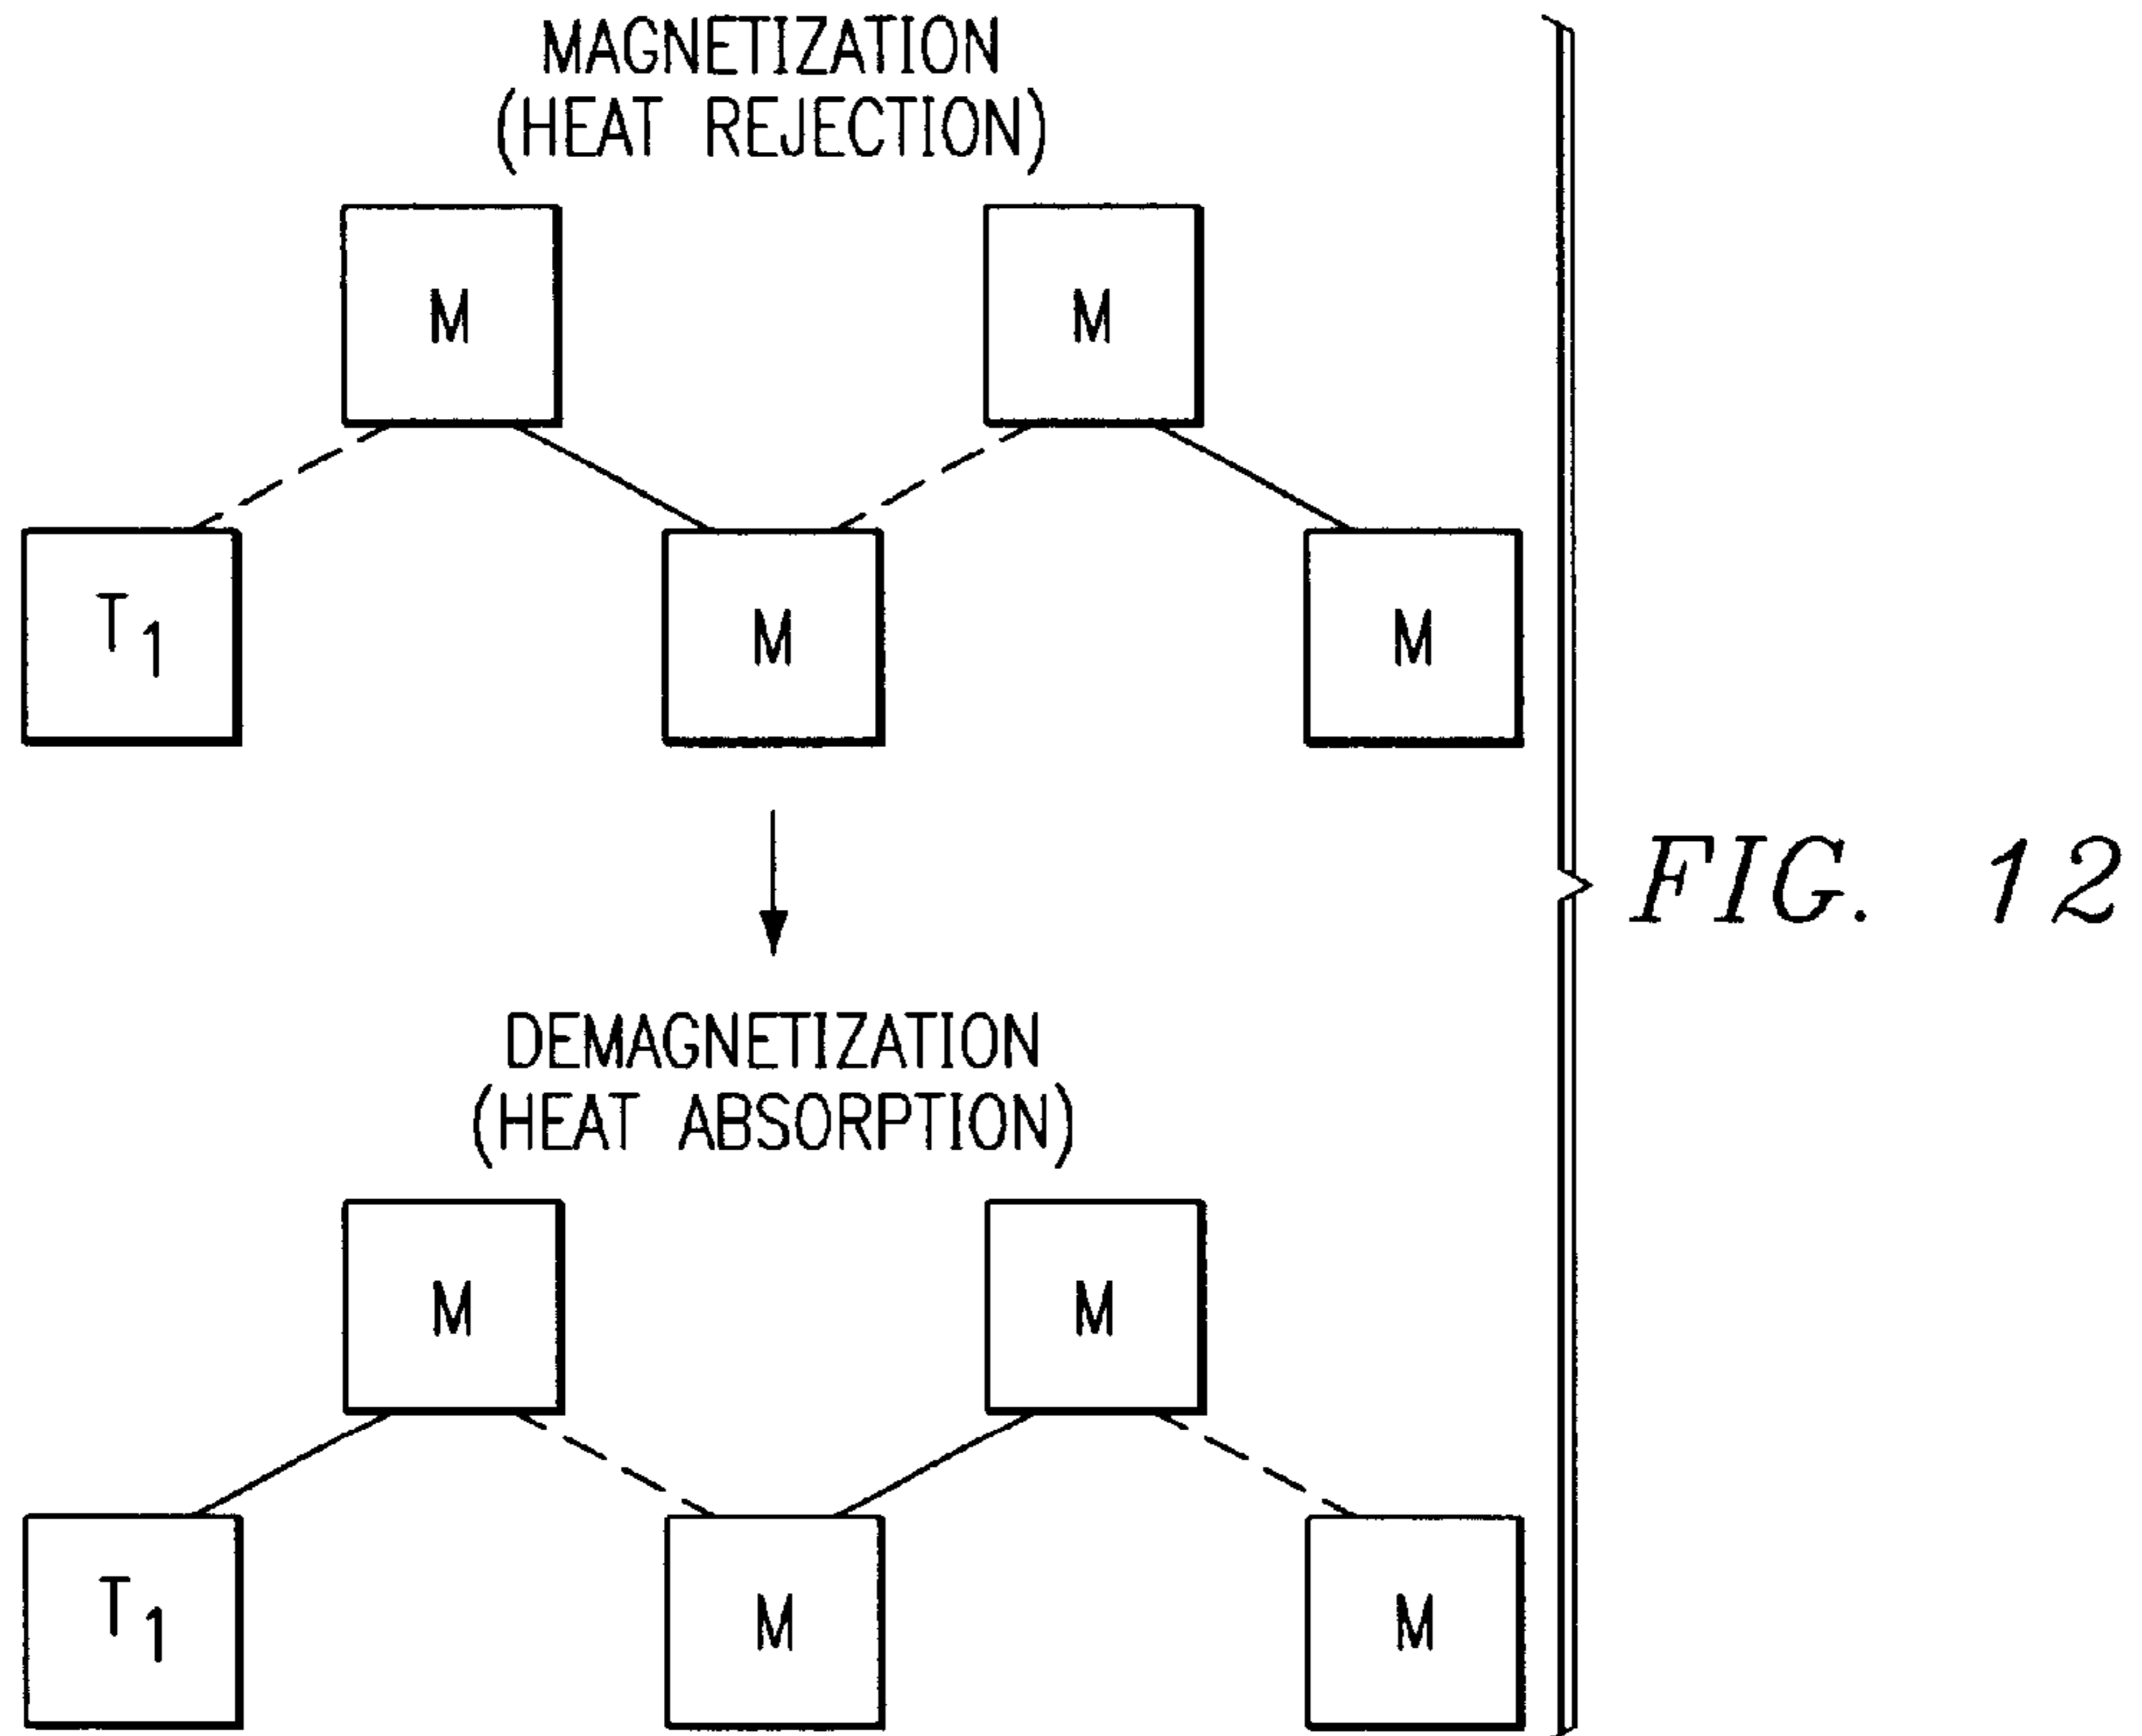 MAGNETIZATION
(HEAT REJECTION)
M M
T1 M M
FIG. 12
DEMAGNETIZATION
(HEAT ABSORPTION)
M M
T1 M M